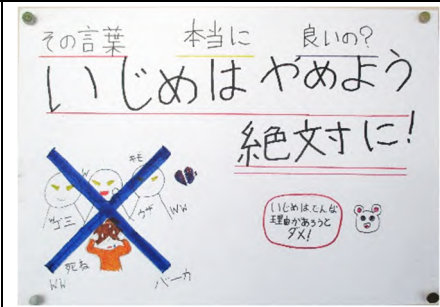 その言葉 本当に 良いの?
いじめは やめよう
絶対に!
キモ
w
ゴミ
ウザ
ww
死ね
ww
バーカ
いじめはどんな
理由があろうと
ダメ!